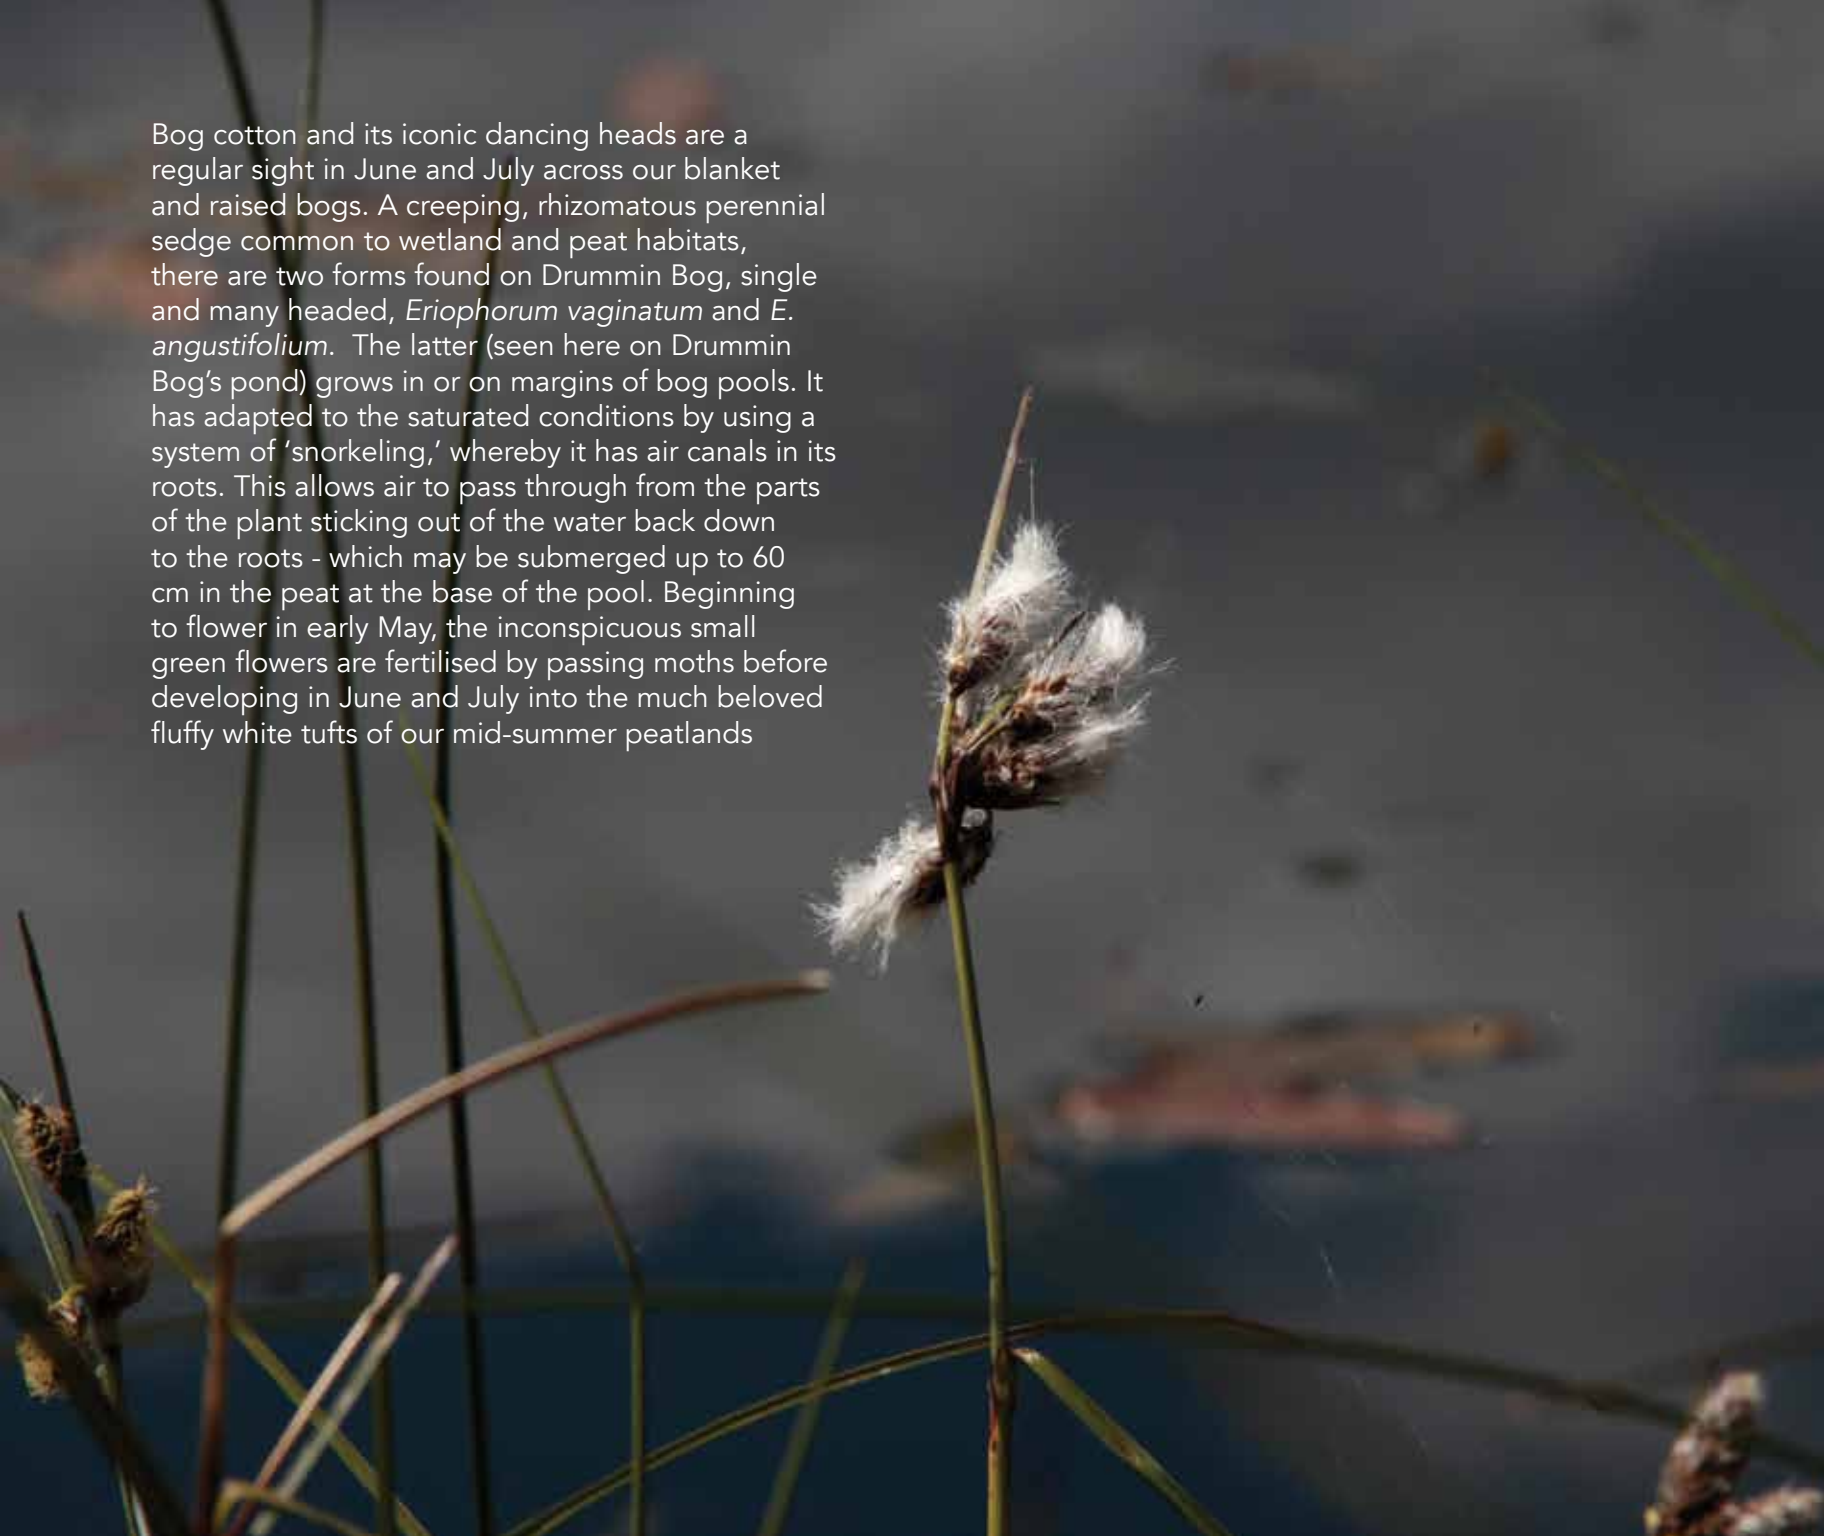 Bog cotton and its iconic dancing heads are a
regular sight in June and July across our blanket
and raised bogs. A creeping, rhizomatous perennial
sedge common to wetland and peat habitats,
there are two forms found on Drummin Bog, single
and many headed, Eriophorum vaginatum and E.
angustifolium.  The latter (seen here on Drummin
Bog’s pond) grows in or on margins of bog pools. It
has adapted to the saturated conditions by using a
system of ‘snorkeling,’ whereby it has air canals in its
roots. This allows air to pass through from the parts
of the plant sticking out of the water back down
to the roots - which may be submerged up to 60
cm in the peat at the base of the pool. Beginning
to flower in early May, the inconspicuous small
green flowers are fertilised by passing moths before
developing in June and July into the much beloved
fluffy white tufts of our mid-summer peatlands